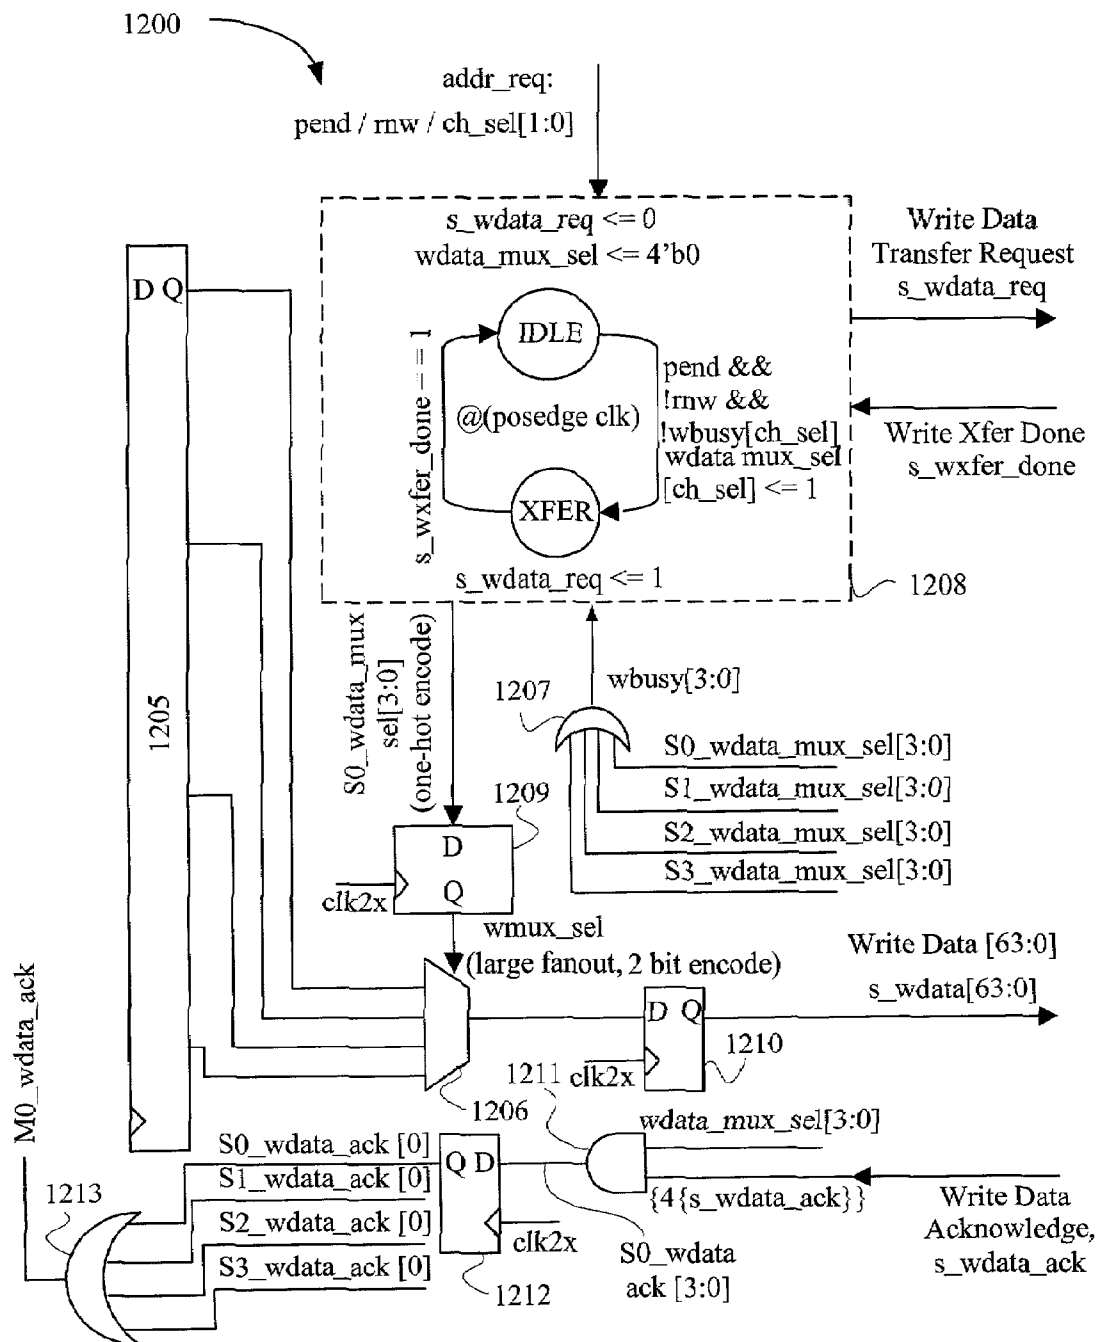 1200
addr_req:
pend / rnw / ch_sel[1:0]
s_wdata_req <= 0
wdata_mux_sel <= 4'b0
Write Data
Transfer Request
s_wdata_req
D Q
IDLE
s_wxfer_done == 1
pend &&
!rnw &&
!wbusy[ch_sel]
wdata mux_sel
[ch_sel] <= 1
@(posedge clk)
Write Xfer Done
s_wxfer_done
XFER
s_wdata_req <= 1
1208
1205
S0_wdata_mux
sel[3:0]
(one-hot encode)
wbusy[3:0]
1207
S0_wdata_mux_sel[3:0]
S1_wdata_mux_sel[3:0]
S2_wdata_mux_sel[3:0]
S3_wdata_mux_sel[3:0]
1209
D
Q
clk2x
wmux_sel
(large fanout, 2 bit encode)
Write Data [63:0]
s_wdata[63:0]
D Q
clk2x
1210
1206
1211
M0_wdata_ack
wdata_mux_sel[3:0]
{4{s_wdata_ack}}
Write Data
Acknowledge,
s_wdata_ack
S0_wdata_ack [0]
S1_wdata_ack [0]
S2_wdata_ack [0]
S3_wdata_ack [0]
Q D
clk2x
1212
1213
S0_wdata
ack [3:0]